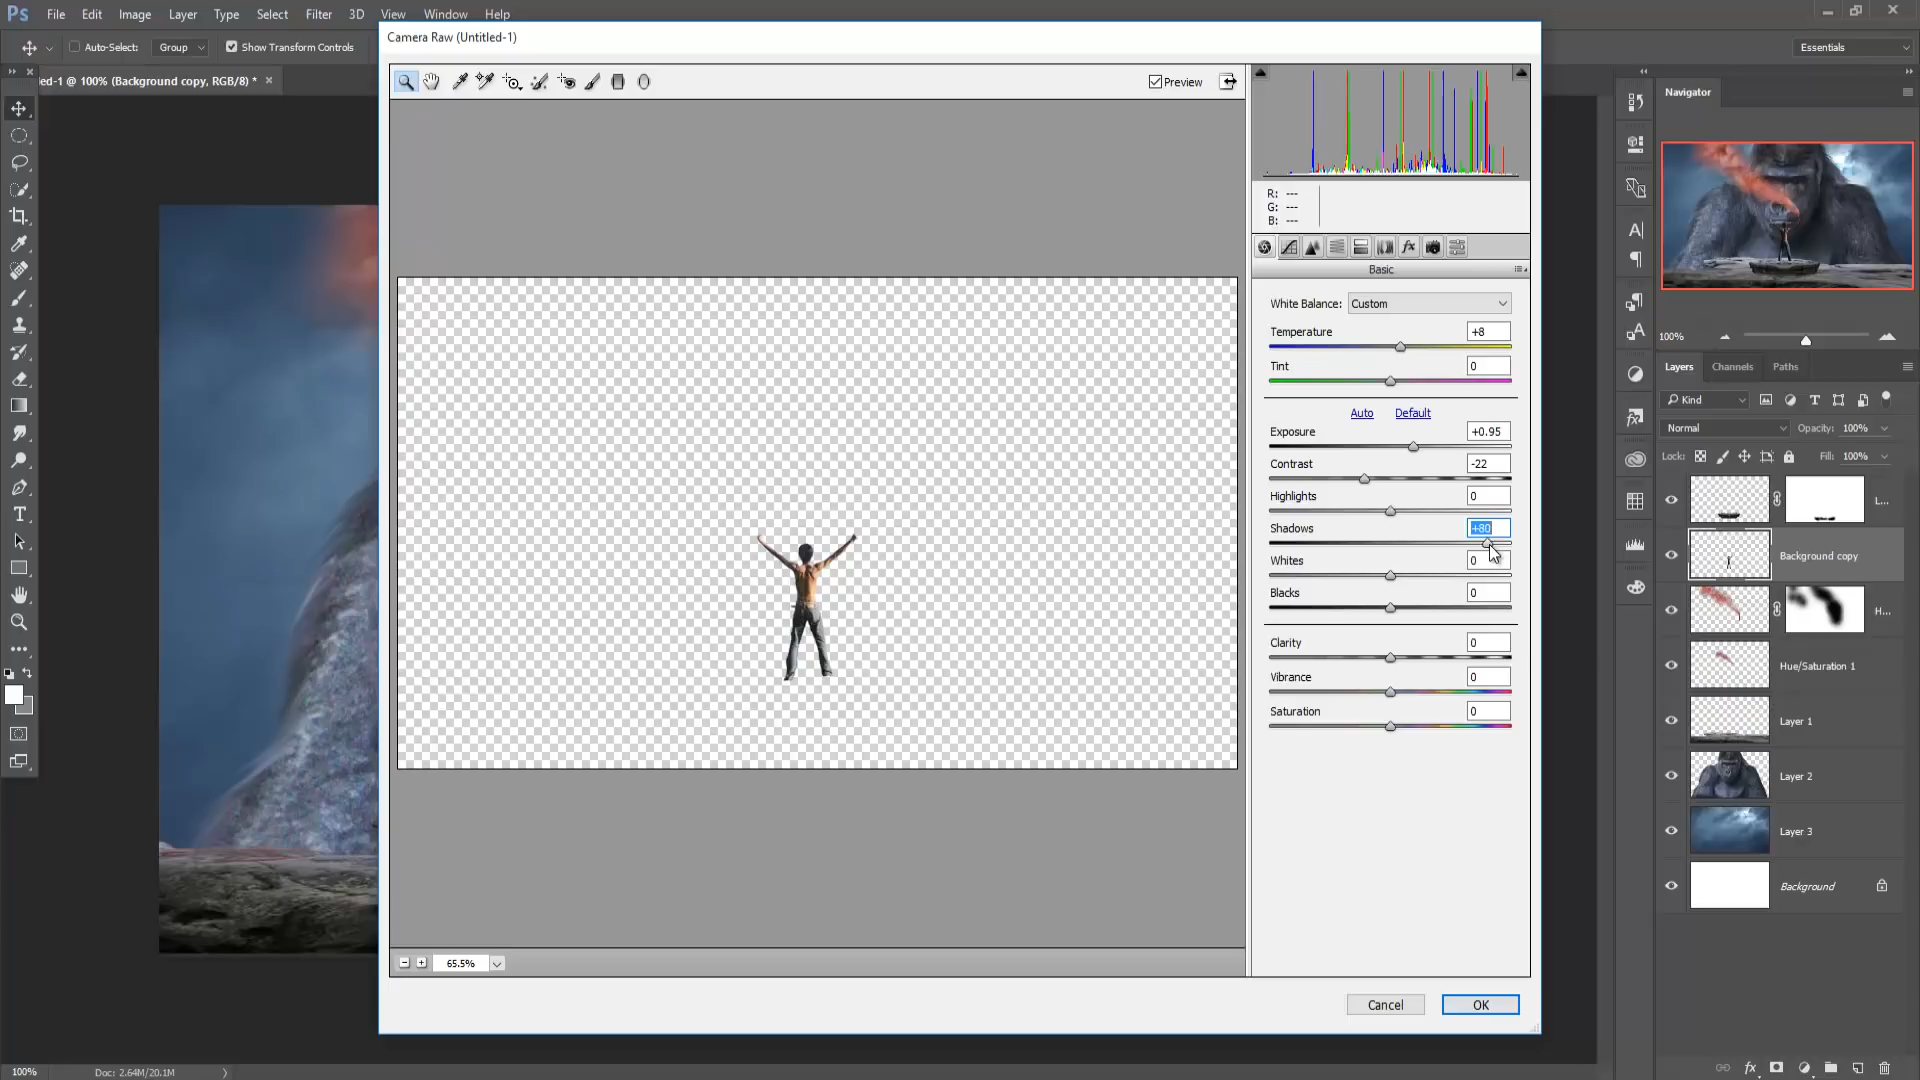 Ps File Edit Image Layer Type Select Filter 3D View Window Help
Auto-Select: Group Show Transform Controls Essentials
ed-1 @ 100% (Background copy, RGB/8) *
Camera Raw (Untitled-1)
Preview
R: ---
G: ---
B: ---
Basic
White Balance: Custom
Temperature +8
Tint 0
Auto Default
Exposure +0.95
Contrast -22
Highlights 0
Shadows +80
Whites 0
Blacks 0
Clarity 0
Vibrance 0
Saturation 0
65.5%
Cancel OK
Navigator
100%
Layers Channels Paths
Kind
Normal Opacity: 100%
Lock: Fill: 100%
L...
Background copy
H...
Hue/Saturation 1
Layer 1
Layer 2
Layer 3
Background
100% Doc: 2.64M/20.1M